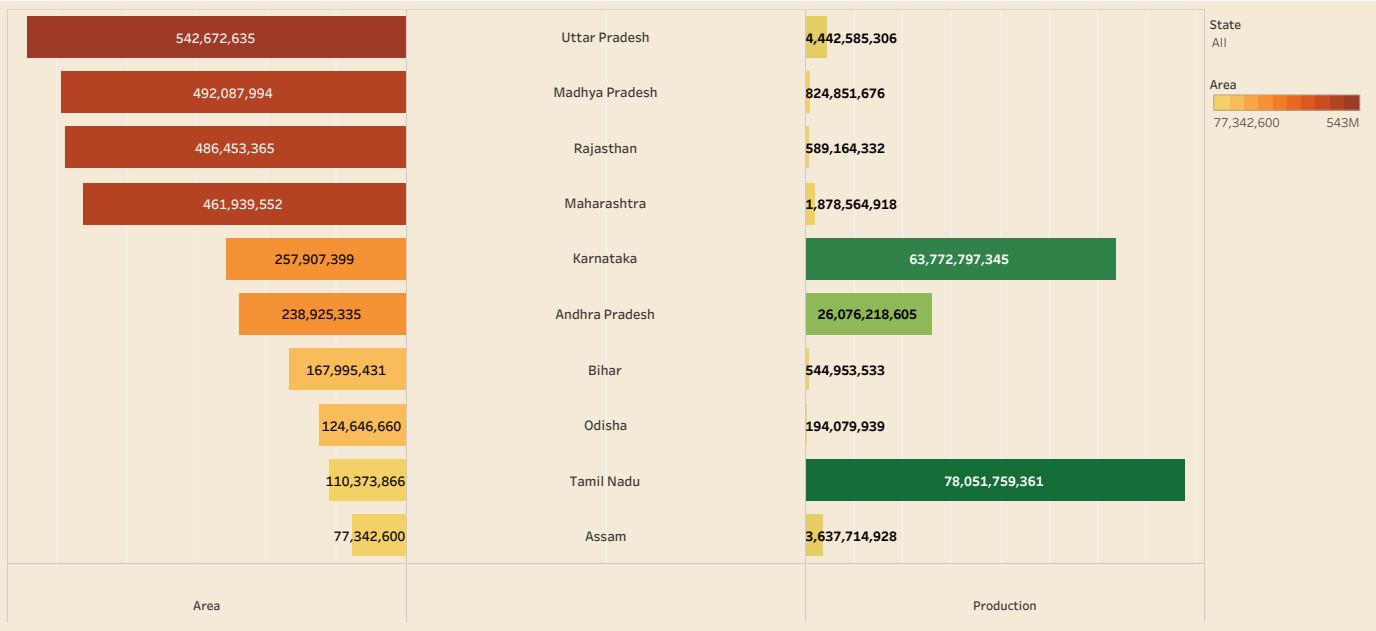 542,672,635 Uttar Pradesh 4,442,585,306
492,087,994 Madhya Pradesh 824,851,676
486,453,365 Rajasthan 589,164,332
461,939,552 Maharashtra 1,878,564,918
257,907,399 Karnataka 63,772,797,345
238,925,335 Andhra Pradesh 26,076,218,605
167,995,431 Bihar 544,953,533
124,646,660 Odisha 194,079,939
110,373,866 Tamil Nadu 78,051,759,361
77,342,600 Assam 3,637,714,928
Area Production
State
All
Area
77,342,600 543M